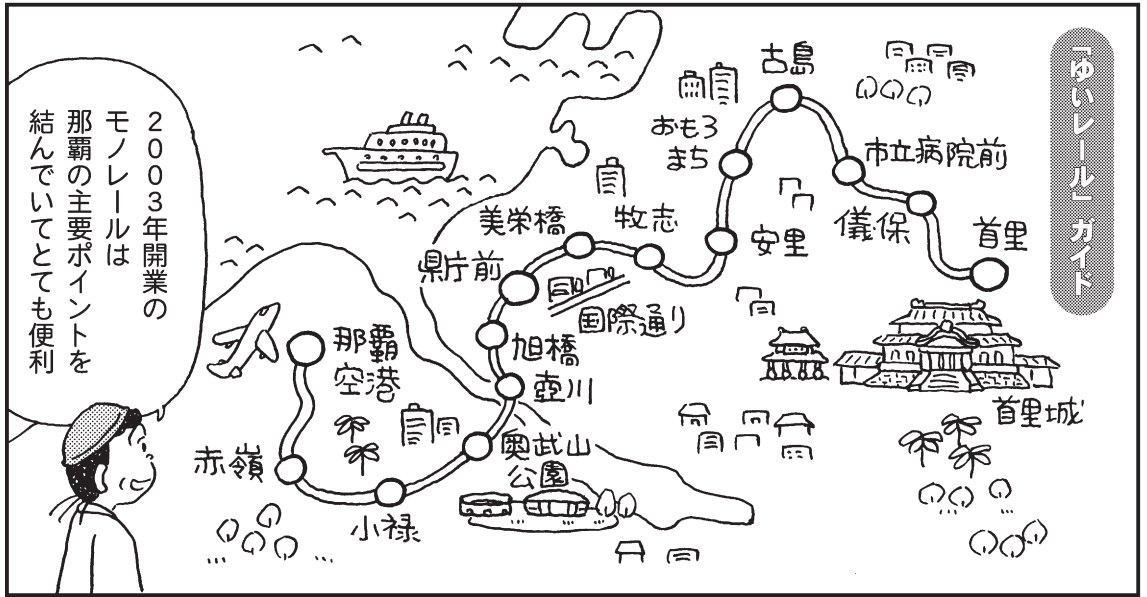 「ゆいレール」ガイド
2003年開業の
モノレールは
那覇の主要ポイントを
結んでいてとても便利
古島
おもろ
まち
市立病院前
儀保
首里
安里
牧志
美栄橋
県庁前
国際通り
旭橋
壺川
奥武山
公園
小禄
赤嶺
那覇
空港
首里城